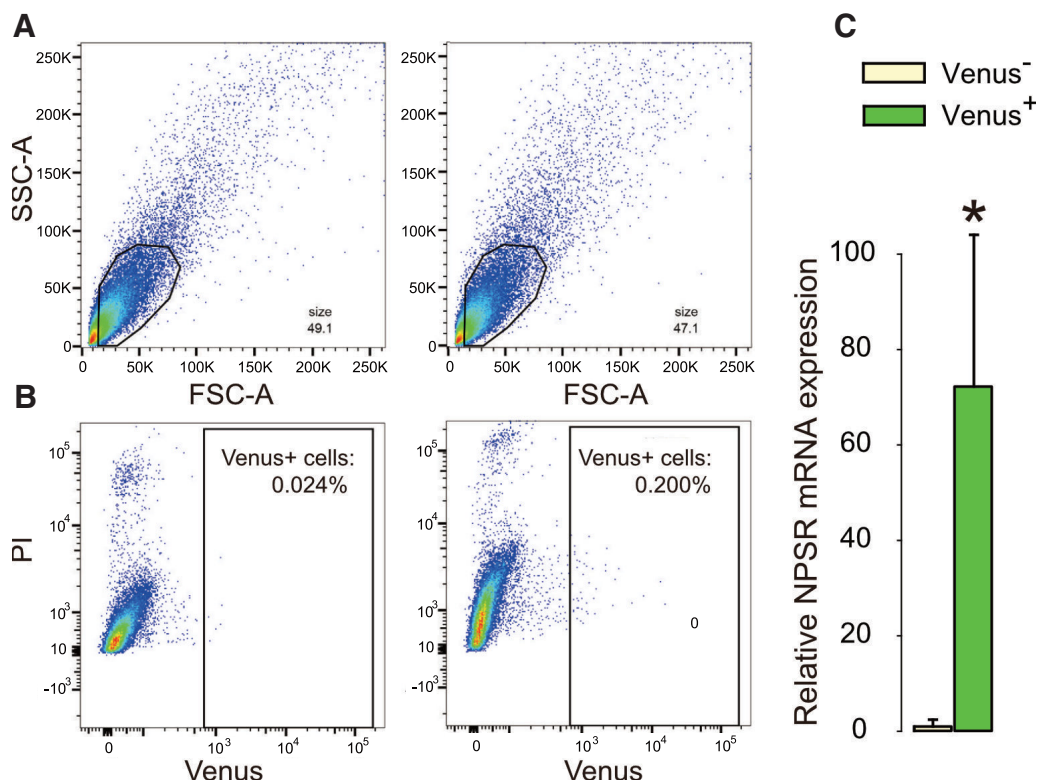 A
SSC-A
250K
200K
150K
100K
50K
0
size
49.1
0 50K 100K 150K 200K 250K
FSC-A
250K
200K
150K
100K
50K
0
size
47.1
0 50K 100K 150K 200K 250K
FSC-A
B
PI
10^5
10^4
10^3
10
-10^3
Venus+ cells:
0.024%
0 10^3 10^4 10^5
Venus
10^5
10^4
10^3
10
-10^3
Venus+ cells:
0.200%
0
0 10^3 10^4 10^5
Venus
C
Venus^-
Venus^+
Relative NPSR mRNA expression
100
80
60
40
20
0
*